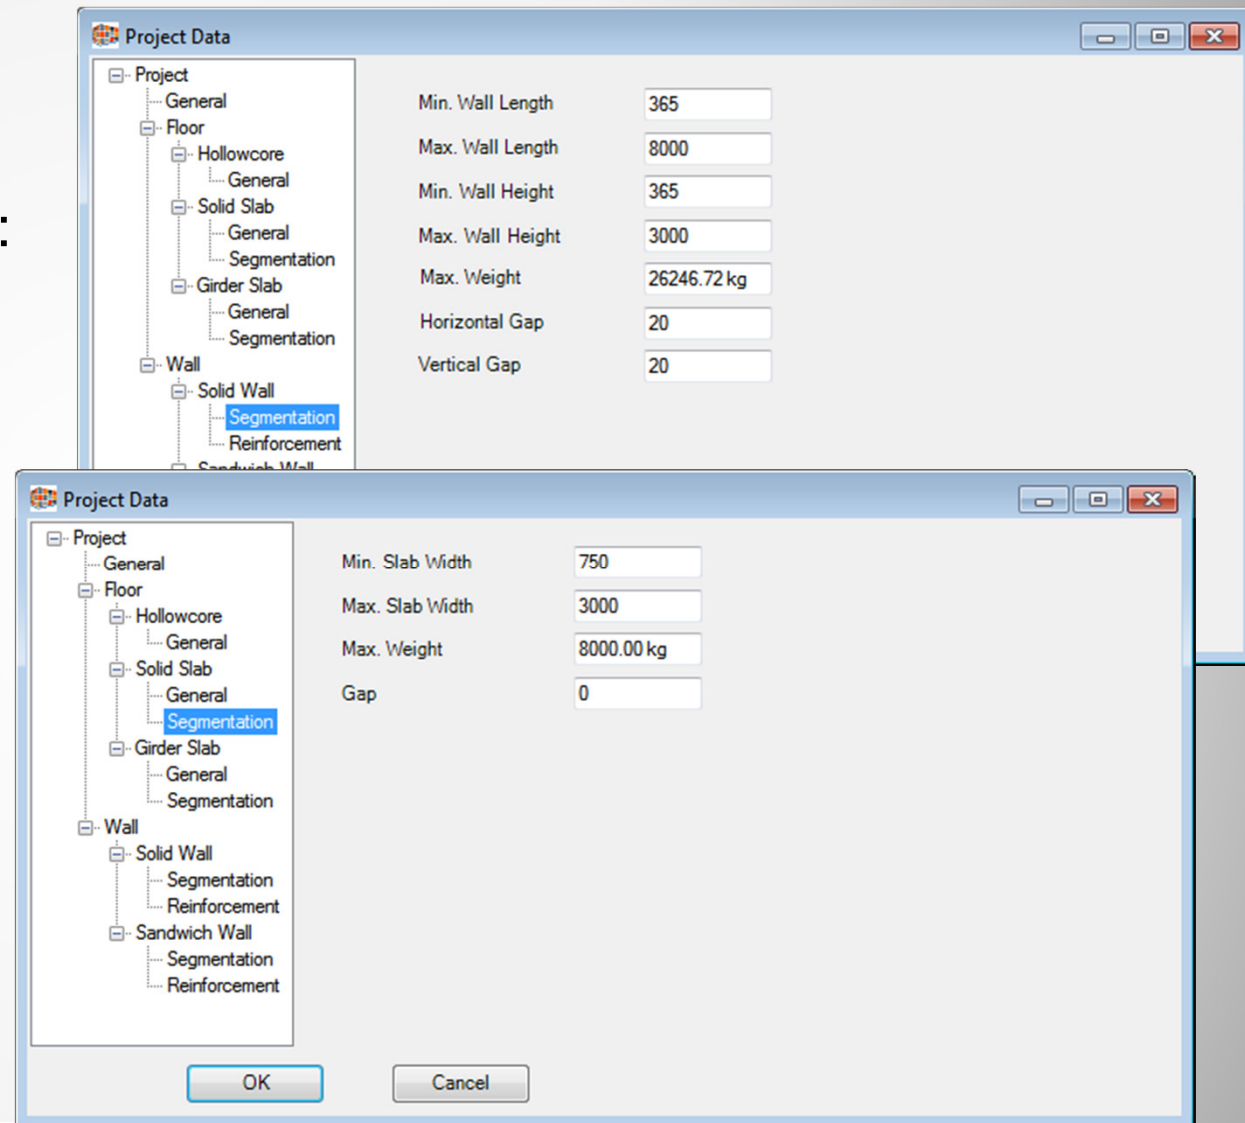 :
Project Data
Project
General
Floor
Hollowcore
General
Solid Slab
General
Segmentation
Girder Slab
General
Segmentation
Wall
Solid Wall
Segmentation
Reinforcement
Sandwich Wall
Min. Wall Length 365
Max. Wall Length 8000
Min. Wall Height 365
Max. Wall Height 3000
Max. Weight 26246.72 kg
Horizontal Gap 20
Vertical Gap 20
Project Data
Project
General
Floor
Hollowcore
General
Solid Slab
General
Segmentation
Girder Slab
General
Segmentation
Wall
Solid Wall
Segmentation
Reinforcement
Sandwich Wall
Segmentation
Reinforcement
Min. Slab Width 750
Max. Slab Width 3000
Max. Weight 8000.00 kg
Gap 0
OK Cancel